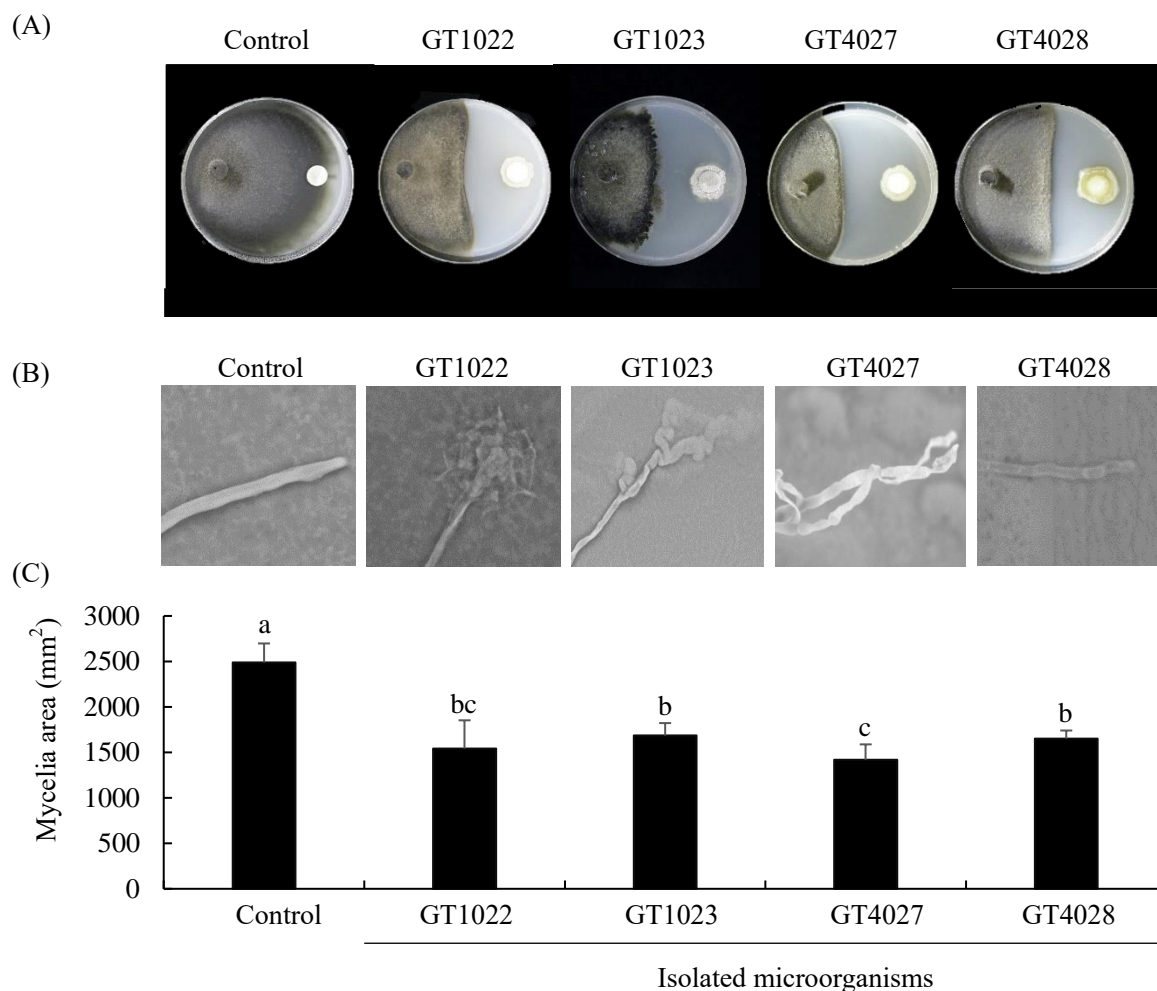 (A)
Control GT1022 GT1023 GT4027 GT4028
(B)
Control GT1022 GT1023 GT4027 GT4028
(C)
Mycelia area (mm²)
3000
2500
2000
1500
1000
500
0
a
bc
b
c
b
Control GT1022 GT1023 GT4027 GT4028
Isolated microorganisms